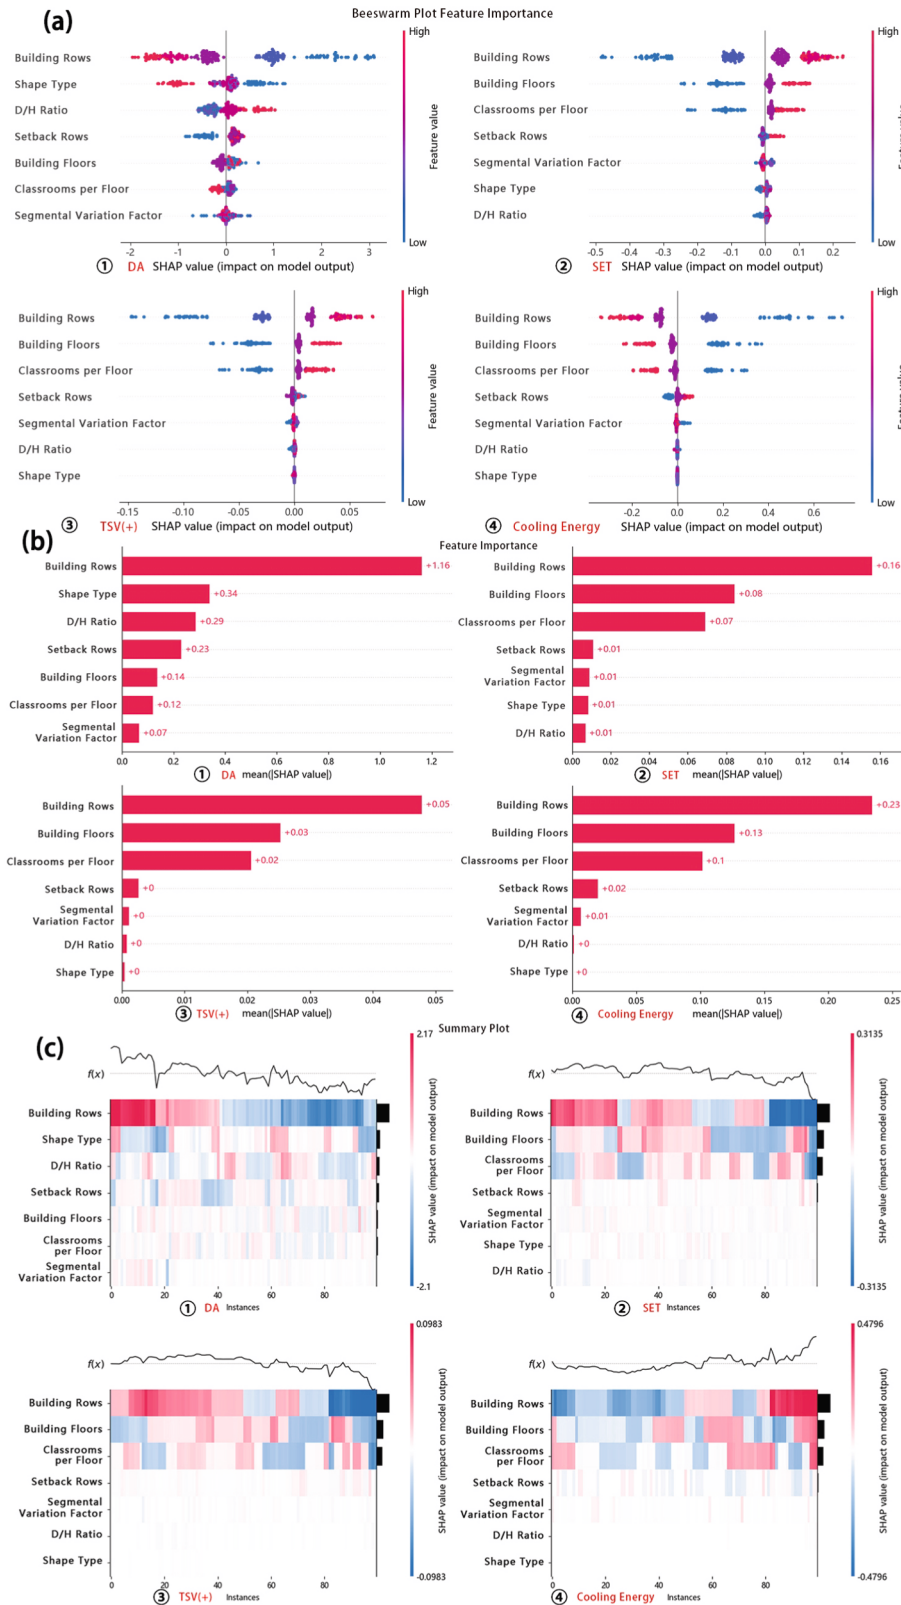 (a)
Beeswarm Plot Feature Importance
Building Rows
Shape Type
D/H Ratio
Setback Rows
Building Floors
Classrooms per Floor
Segmental Variation Factor
-2 -1 0 1 2 3
① DA SHAP value (impact on model output)
High
Feature value
Low
Building Rows
Building Floors
Classrooms per Floor
Setback Rows
Segmental Variation Factor
Shape Type
D/H Ratio
-0.5 -0.4 -0.3 -0.2 -0.1 0.0 0.1 0.2
② SET SHAP value (impact on model output)
High
Feature value
Low
Building Rows
Building Floors
Classrooms per Floor
Setback Rows
Segmental Variation Factor
D/H Ratio
Shape Type
-0.15 -0.10 -0.05 0.00 0.05
③ TSV(+) SHAP value (impact on model output)
High
Feature value
Low
Building Rows
Building Floors
Classrooms per Floor
Setback Rows
Segmental Variation Factor
D/H Ratio
Shape Type
-0.2 0.0 0.2 0.4 0.6
④ Cooling Energy SHAP value (impact on model output)
High
Feature value
Low
(b)
Feature Importance
Building Rows +1.16
Shape Type +0.34
D/H Ratio +0.29
Setback Rows +0.23
Building Floors +0.14
Classrooms per Floor +0.12
Segmental
Variation Factor +0.07
0.0 0.2 0.4 0.6 0.8 1.0 1.2
① DA mean(|SHAP value|)
Building Rows +0.16
Building Floors +0.08
Classrooms per Floor +0.07
Setback Rows +0.01
Segmental
Variation Factor +0.01
Shape Type +0.01
D/H Ratio +0.01
0.00 0.02 0.04 0.06 0.08 0.10 0.12 0.14 0.16
② SET mean(|SHAP value|)
Building Rows +0.05
Building Floors +0.03
Classrooms per Floor +0.02
Setback Rows +0
Segmental
Variation Factor +0
D/H Ratio +0
Shape Type +0
0.00 0.01 0.02 0.03 0.04 0.05
③ TSV(+) mean(|SHAP value|)
Building Rows +0.23
Building Floors +0.13
Classrooms per Floor +0.1
Setback Rows +0.02
Segmental
Variation Factor +0.01
D/H Ratio +0
Shape Type +0
0.00 0.05 0.10 0.15 0.20 0.25
④ Cooling Energy mean(|SHAP value|)
(c)
Summary Plot
f(x)
Building Rows
Shape Type
D/H Ratio
Setback Rows
Building Floors
Classrooms
per Floor
Segmental
Variation Factor
0 20 40 60 80
① DA Instances
2.17
SHAP value (impact on model output)
-2.1
f(x)
Building Rows
Building Floors
Classrooms
per Floor
Setback Rows
Segmental
Variation Factor
Shape Type
D/H Ratio
0 20 40 60 80
② SET Instances
0.3135
SHAP value (impact on model output)
-0.3135
f(x)
Building Rows
Building Floors
Classrooms
per Floor
Setback Rows
Segmental
Variation Factor
D/H Ratio
Shape Type
0 20 40 60 80
③ TSV(+) Instances
0.0983
SHAP value (impact on model output)
-0.0983
f(x)
Building Rows
Building Floors
Classrooms
per Floor
Setback Rows
Segmental
Variation Factor
D/H Ratio
Shape Type
0 20 40 60 80
④ Cooling Energy Instances
0.4796
SHAP value (impact on model output)
-0.4796